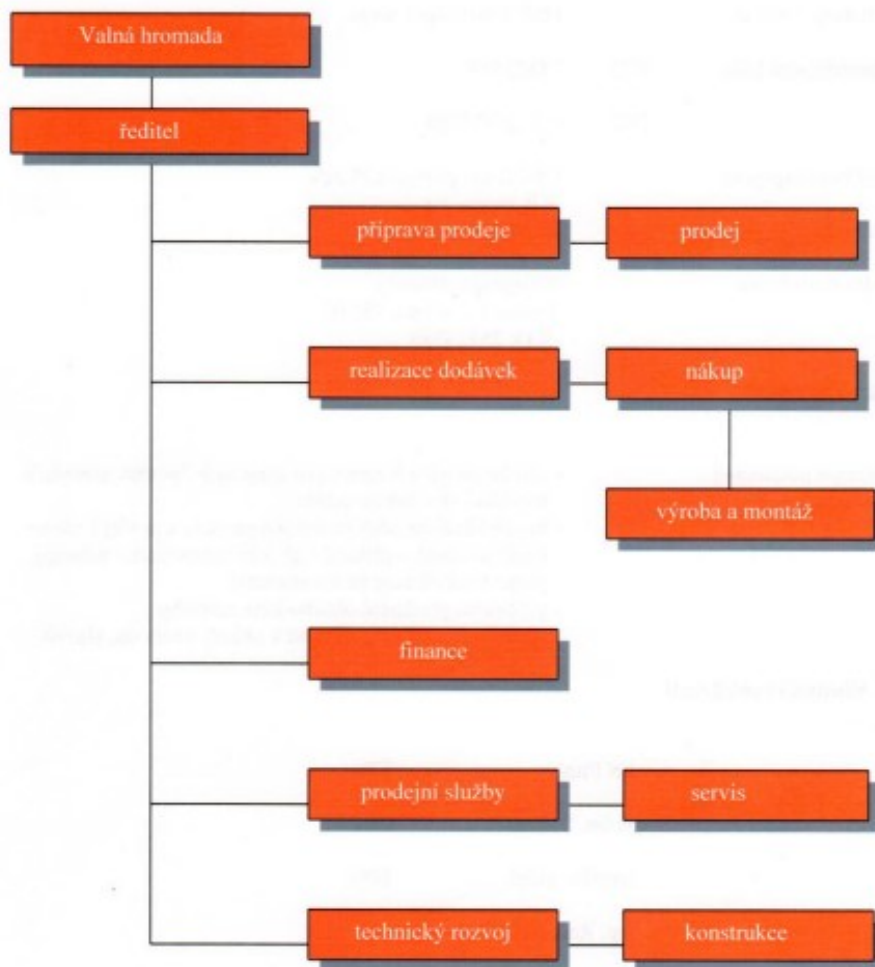 Valná hromada
ředitel
příprava prodeje
prodej
realizace dodávek
nákup
výroba a montáž
finance
prodejní služby
servis
technický rozvoj
konstrukce